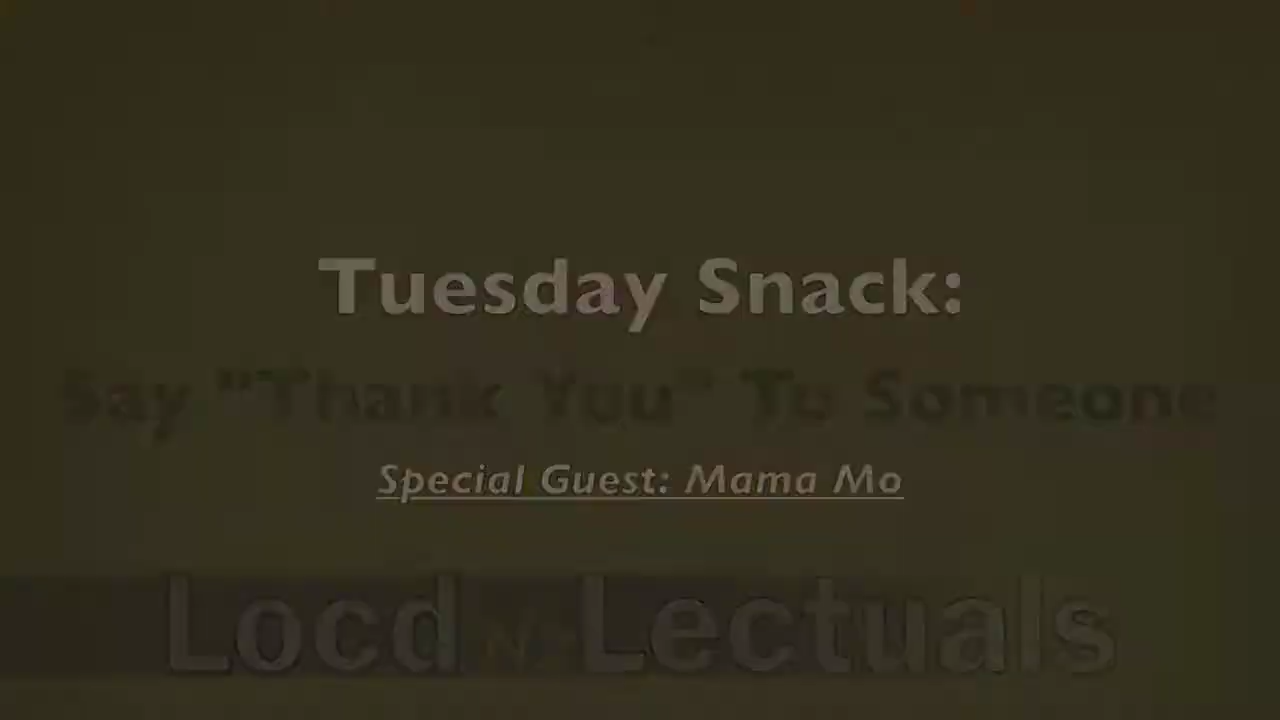 Tuesday Snack:
Say "Thank You" To Someone
Special Guest: Mama Mo
Locd Lectuals